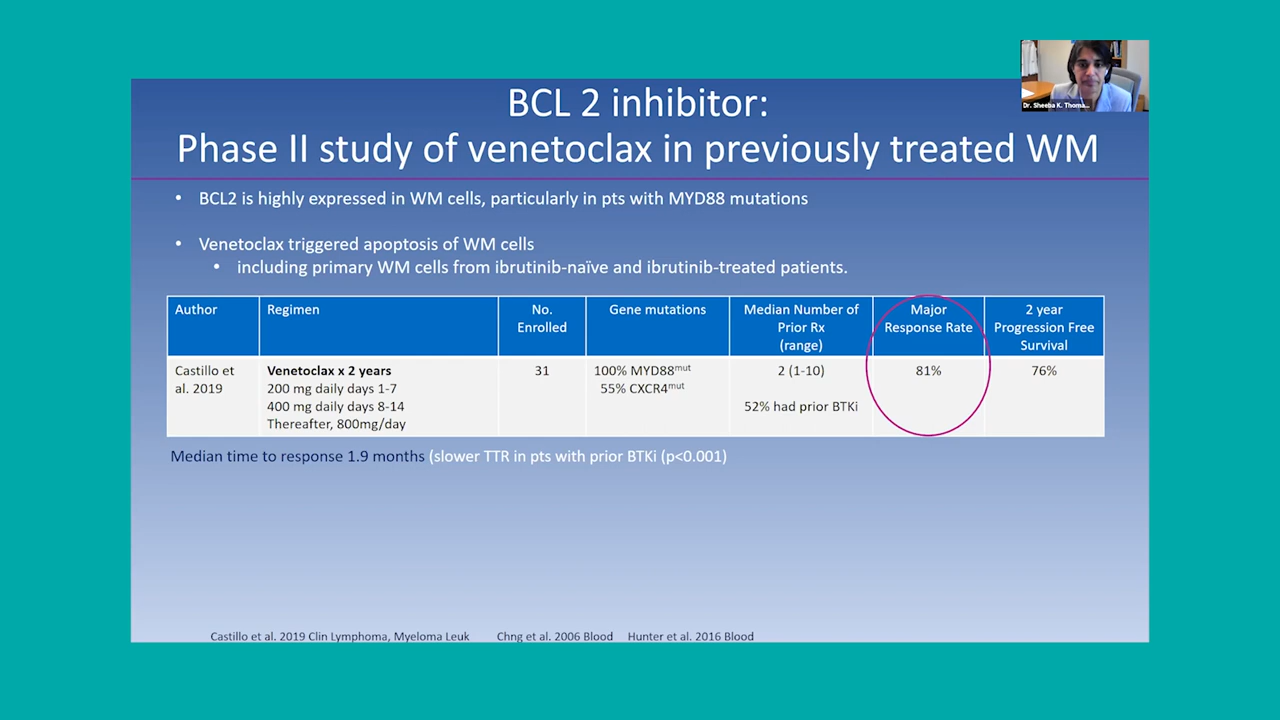 Dr. Sheeba K. Thoma...
BCL 2 inhibitor:
Phase II study of venetoclax in previously treated WM
• BCL2 is highly expressed in WM cells, particularly in pts with MYD88 mutations
• Venetoclax triggered apoptosis of WM cells
• including primary WM cells from ibrutinib-naïve and ibrutinib-treated patients.
Author
Regimen
No.
Enrolled
Gene mutations
Median Number of
Prior Rx
(range)
Major
Response Rate
2 year
Progression Free
Survival
Castillo et
al. 2019
Venetoclax x 2 years
200 mg daily days 1-7
400 mg daily days 8-14
Thereafter, 800mg/day
31
100% MYD88mut
55% CXCR4mut
2 (1-10)
52% had prior BTKi
81%
76%
Median time to response 1.9 months (slower TTR in pts with prior BTKi (p<0.001)
Castillo et al. 2019 Clin Lymphoma, Myeloma Leuk Chng et al. 2006 Blood Hunter et al. 2016 Blood